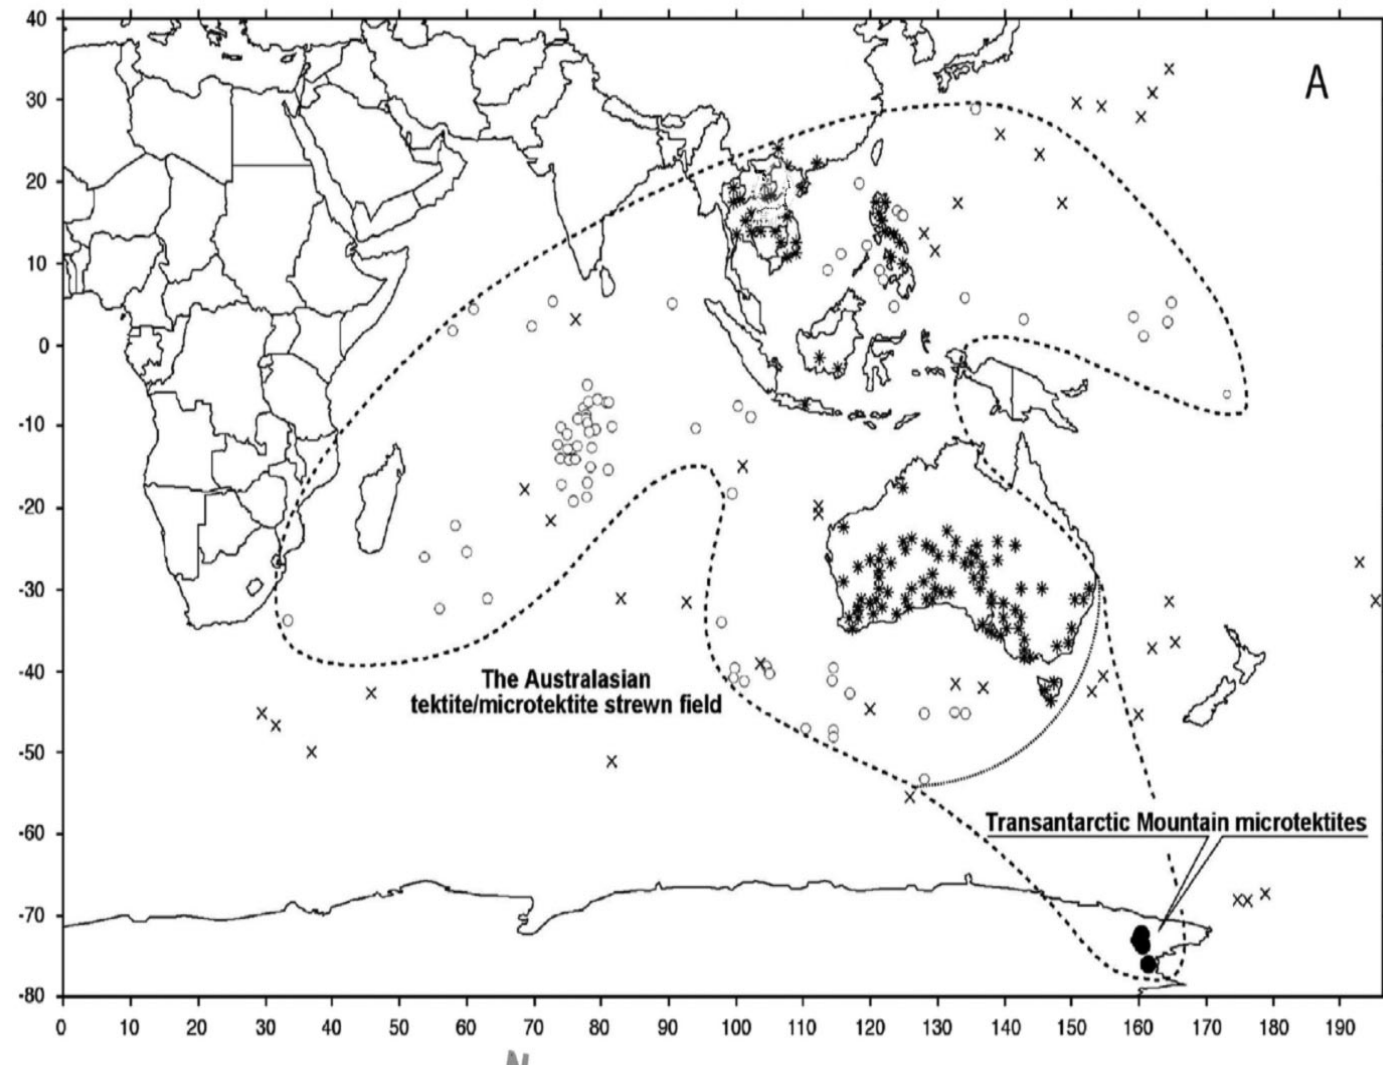 40
A
30
20
10
0
-10
-20
-30
-40
The Australasian
tektite/microtektite strewn field
-50
-60
Transantarctic Mountain microtektites
-70
-80
0 10 20 30 40 50 60 70 80 90 100 110 120 130 140 150 160 170 180 190